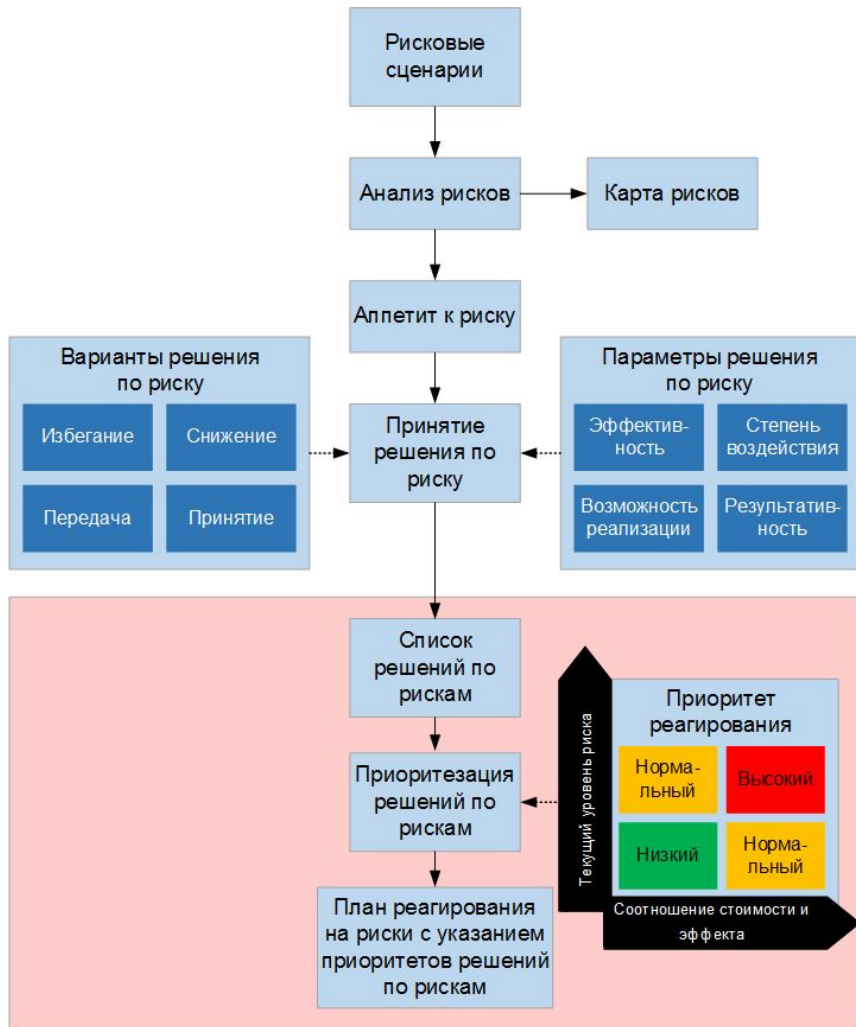 Рисковые
сценарии
Анализ рисков
Карта рисков
Аппетит к риску
Варианты решения
по риску
Избегание
Снижение
Передача
Принятие
Принятие
решения по
риску
Параметры решения
по риску
Эффектив-
ность
Степень
воздействия
Возможность
реализации
Результатив-
ность
Список
решений по
рискам
Приоритезация
решений по
рискам
План реагирования
на риски с указанием
приоритетов решений
по рискам
Текущий уровень риска
Приоритет
реагирования
Норма-
льный
Высокий
Низкий
Норма-
льный
Соотношение стоимости и
эффекта